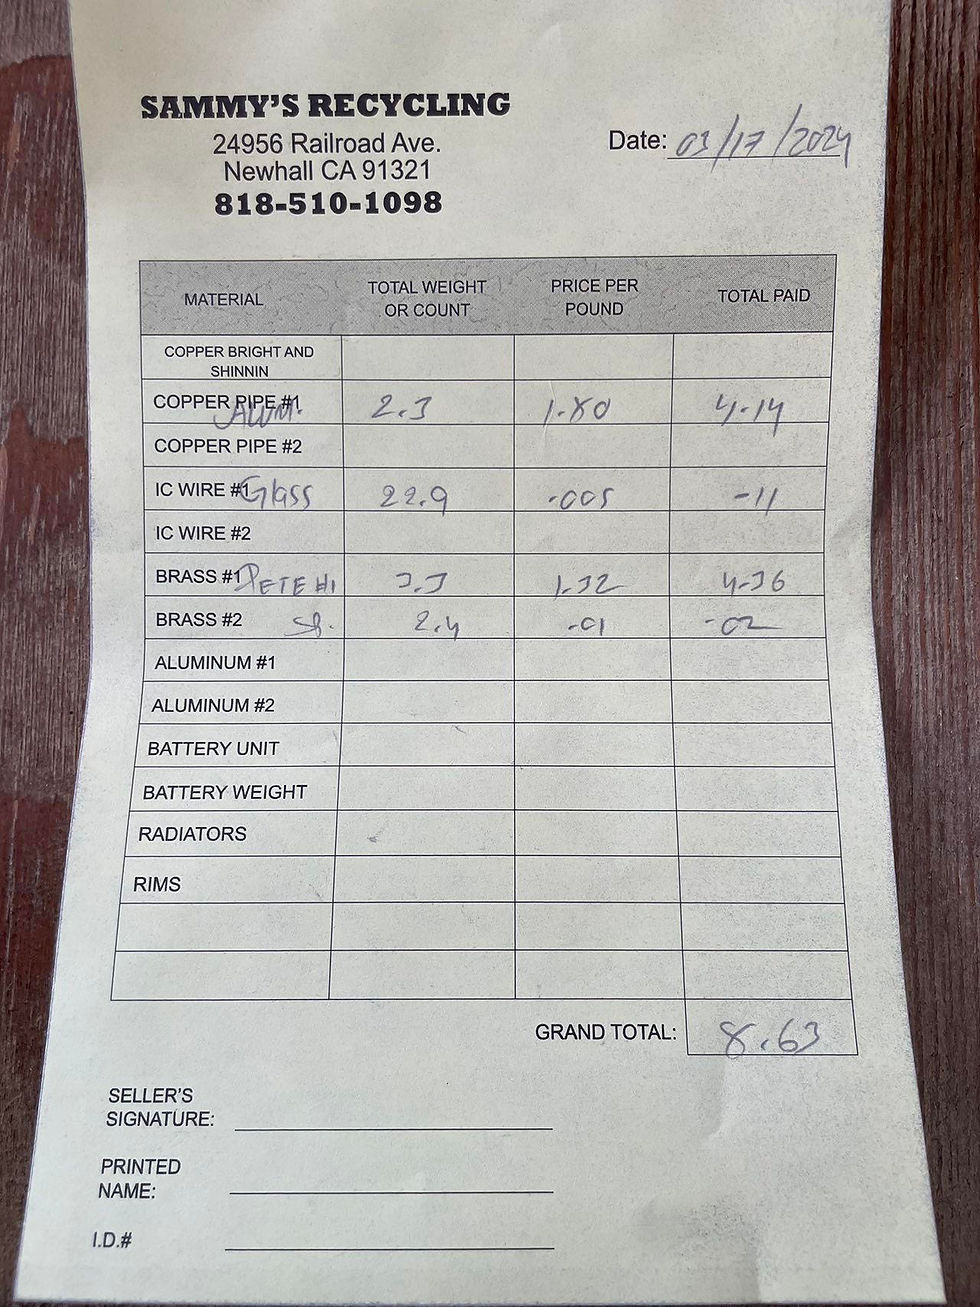 SAMMY'S RECYCLING
24956 Railroad Ave.
Newhall CA 91321
818-510-1098
Date: 03/17/2024
MATERIAL TOTAL WEIGHT OR COUNT PRICE PER POUND TOTAL PAID
COPPER BRIGHT AND SHINNIN
COPPER PIPE #1 ALUM. 2.3 1.80 4.14
COPPER PIPE #2
IC WIRE #1 Glass 22.9 .005 .11
IC WIRE #2
BRASS #1 PETE #1 3.3 1.32 4.36
BRASS #2 2.4 .01 .02
ALUMINUM #1
ALUMINUM #2
BATTERY UNIT
BATTERY WEIGHT
RADIATORS
RIMS
GRAND TOTAL: 8.63
SELLER'S
SIGNATURE:
PRINTED
NAME:
I.D.#